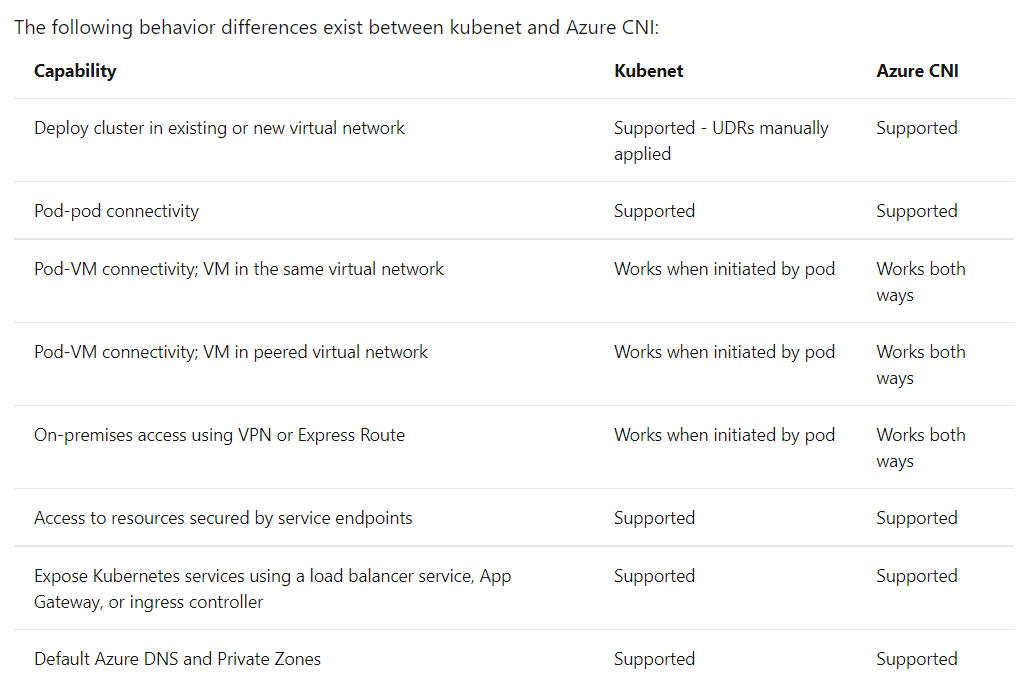 The following behavior differences exist between kubenet and Azure CNI:
Capability Kubenet Azure CNI
Deploy cluster in existing or new virtual network Supported - UDRs manually Supported
applied
Pod-pod connectivity Supported Supported
Pod-VM connectivity; VM in the same virtual network Works when initiated by pod Works both
ways
Pod-VM connectivity; VM in peered virtual network Works when initiated by pod Works both
ways
On-premises access using VPN or Express Route Works when initiated by pod Works both
ways
Access to resources secured by service endpoints Supported Supported
Expose Kubernetes services using a load balancer service, App Supported Supported
Gateway, or ingress controller
Default Azure DNS and Private Zones Supported Supported